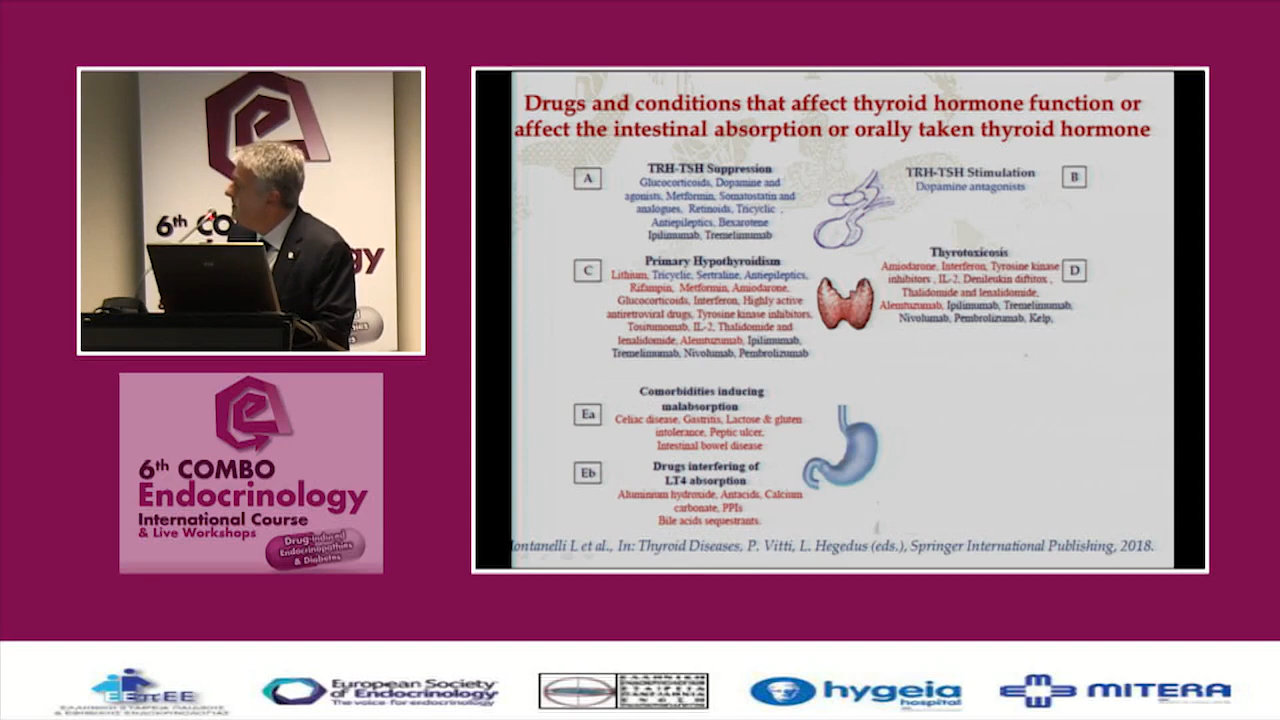 6th CO
gy
6th COMBO
Endocrinology
International Course
& Live Workshops
Drug-induced
Endocrinopathies
& Diabetes
Drugs and conditions that affect thyroid hormone function or
affect the intestinal absorption or orally taken thyroid hormone
A
TRH-TSH Suppression
Glucocorticoids, Dopamine and
agonists, Metformin, Somatostatin and
analogues, Retinoids, Tricyclic ,
Antiepileptics, Bexarotene
Ipilimumab, Tremelimumab
TRH-TSH Stimulation
Dopamine antagonists
B
C
Primary Hypothyroidism
Lithium, Tricyclic, Sertraline, Antiepileptics,
Rifampin, Metformin, Amiodarone,
Glucocorticoids, Interferon, Highly active
antiretroviral drugs, Tyrosine kinase inhibitors,
Tositumomab, IL-2, Thalidomide and
lenalidomide, Alemtuzumab, Ipilimumab,
Tremelimumab, Nivolumab, Pembrolizumab
Thyrotoxicosis
Amiodarone, Interferon, Tyrosine kinase
inhibitors , IL-2, Denileukin diftitox ,
Thalidomide and lenalidomide,
Alemtuzumab, Ipilimumab, Tremelimumab,
Nivolumab, Pembrolizumab, Kelp,
D
Ea
Comorbidities inducing
malabsorption
Celiac disease, Gastritis, Lactose & gluten
intolerance, Peptic ulcer,
Intestinal bowel disease
Eb
Drugs interfering of
LT4 absorption
Aluminum hydroxide, Antacids, Calcium
carbonate, PPIs
Bile acids sequestrants.
ontanelli L et al., In: Thyroid Diseases, P. Vitti, L. Hegedus (eds.), Springer International Publishing, 2018.
European Society
of Endocrinology
The voice for endocrinology
hygeia
hospital
MITERA